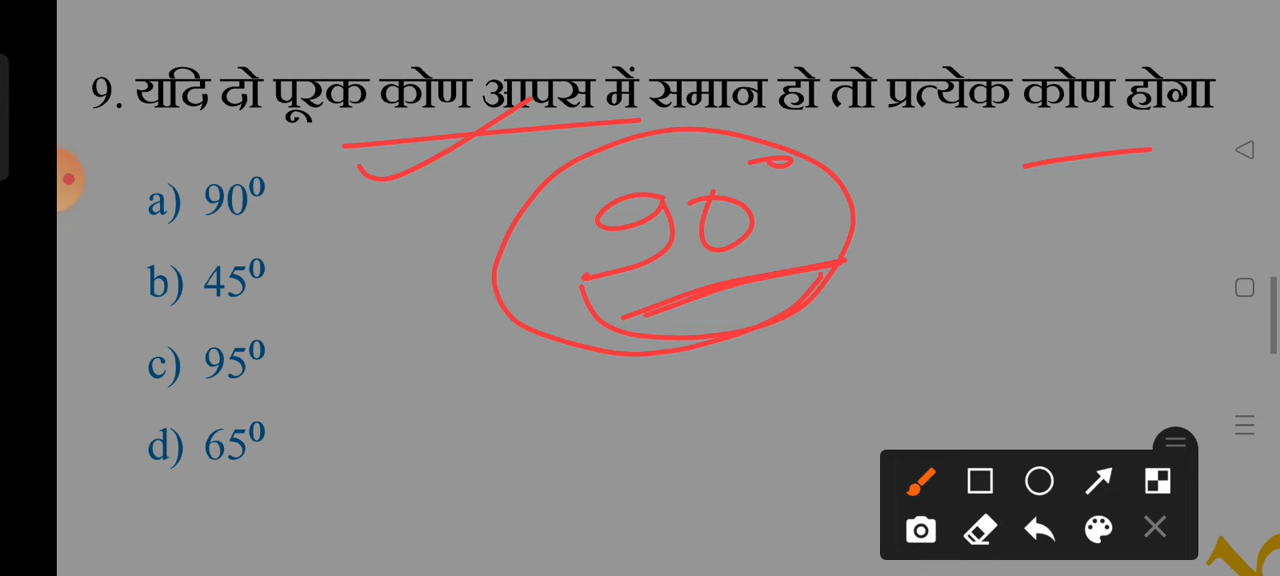 9. यदि दो पूरक कोण आपस में समान हो तो प्रत्येक कोण होगा
a) 90⁰
90°
b) 45⁰
c) 95⁰
d) 65⁰